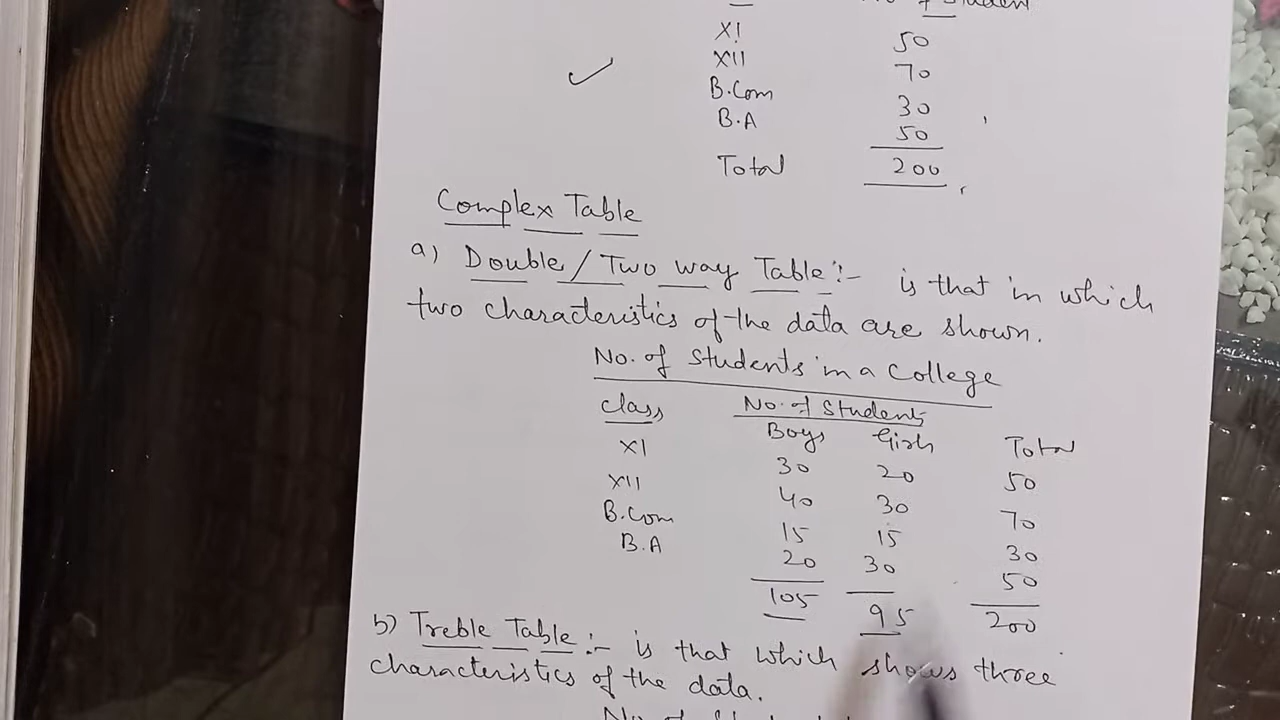 Student
XI 50
XII 70
B.Com 30
B.A 50
Total 200
Complex Table
a) Double / Two way Table :- is that in which
two characteristics of the data are shown.
No. of Students in a College
Class No. of Students
Boys Girls Total
XI 30 20 50
XII 40 30 70
B.Com 15 15 30
B.A 20 30 50
105 95 200
b) Treble Table :- is that which shows three
characteristics of the data.
No. of